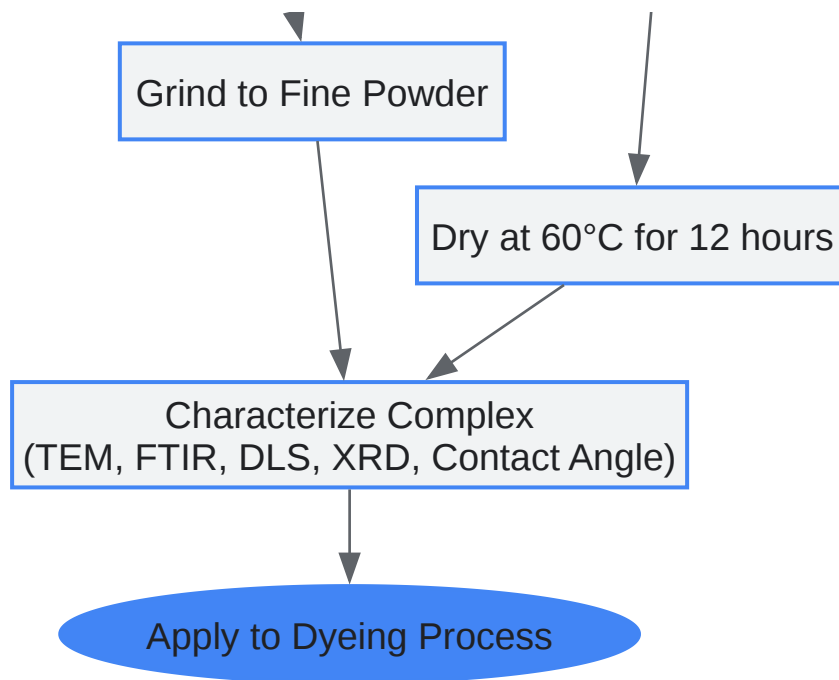 Grind to Fine Powder
Dry at 60°C for 12 hours
Characterize Complex
(TEM, FTIR, DLS, XRD, Contact Angle)
Apply to Dyeing Process